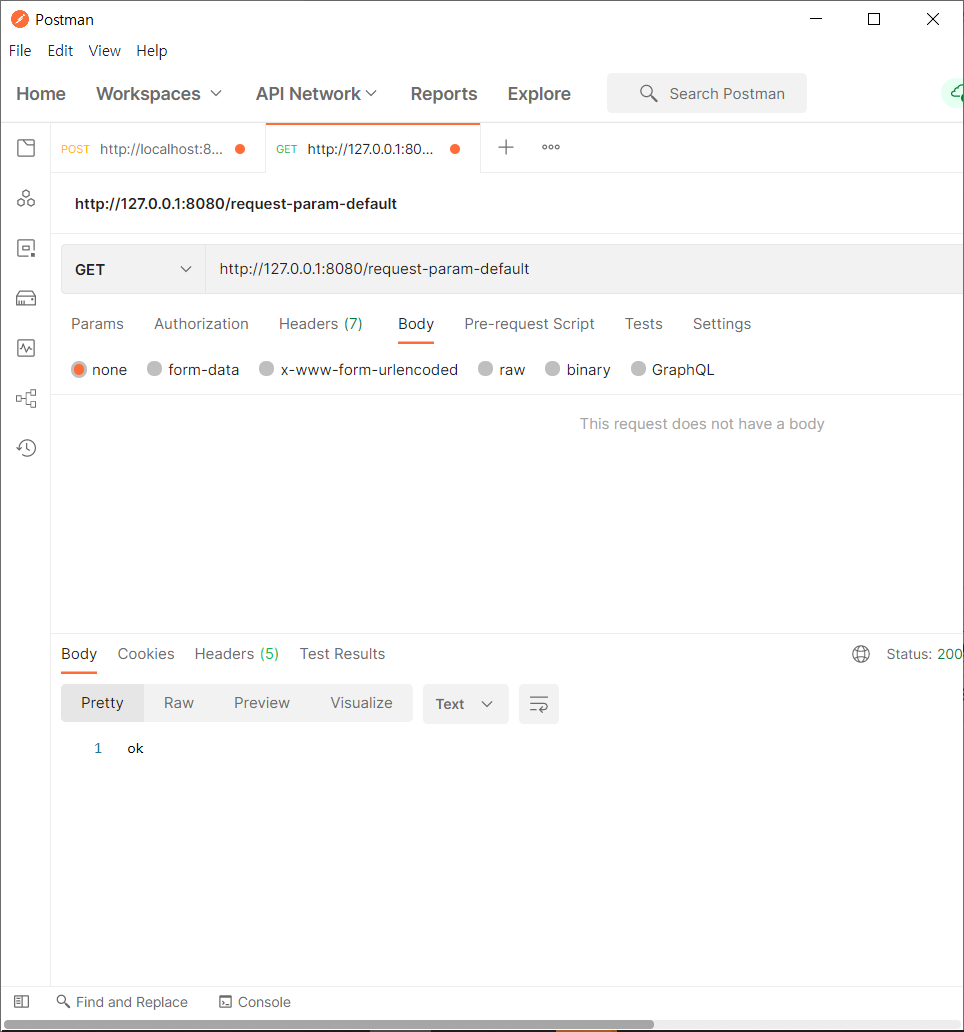 Postman
File Edit View Help
Home Workspaces API Network Reports Explore Search Postman
POST http://localhost:8... GET http://127.0.0.1:80...
http://127.0.0.1:8080/request-param-default
GET http://127.0.0.1:8080/request-param-default
Params Authorization Headers (7) Body Pre-request Script Tests Settings
none form-data x-www-form-urlencoded raw binary GraphQL
This request does not have a body
Body Cookies Headers (5) Test Results Status: 200
Pretty Raw Preview Visualize Text
1 ok
Find and Replace Console